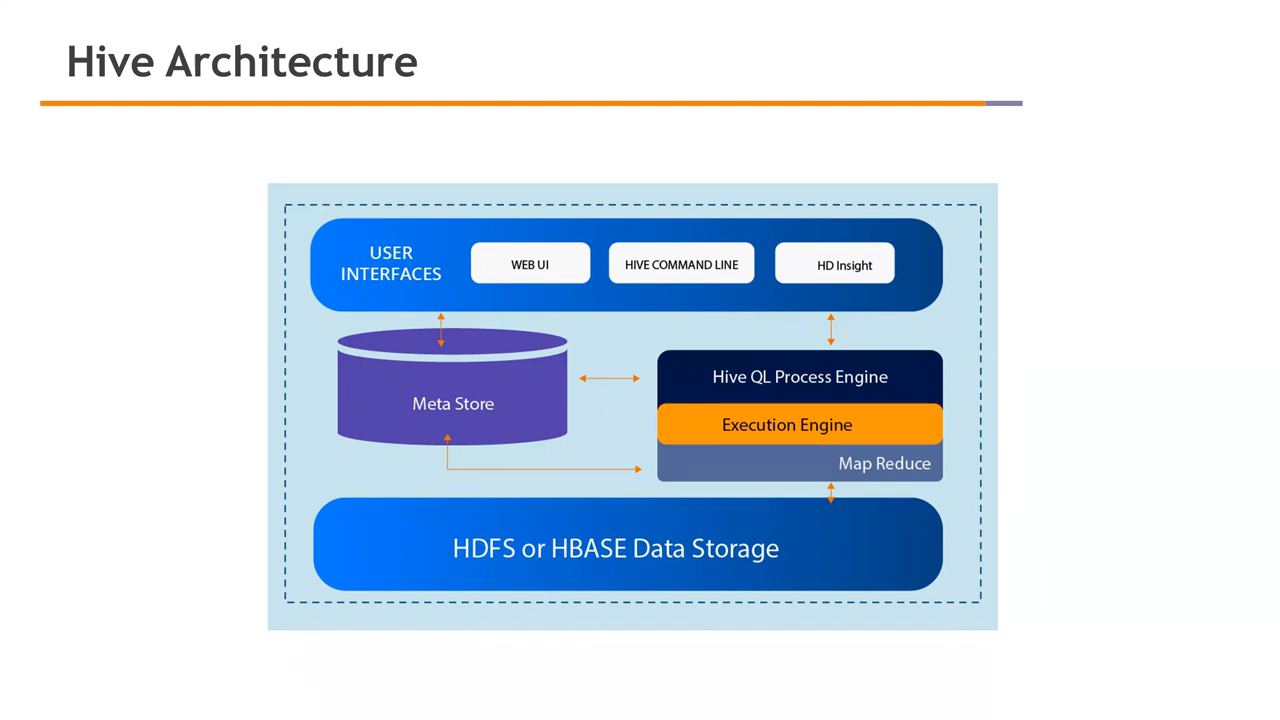 Hive Architecture
USER
INTERFACES
WEB UI
HIVE COMMAND LINE
HD Insight
Meta Store
Hive QL Process Engine
Execution Engine
Map Reduce
HDFS or HBASE Data Storage